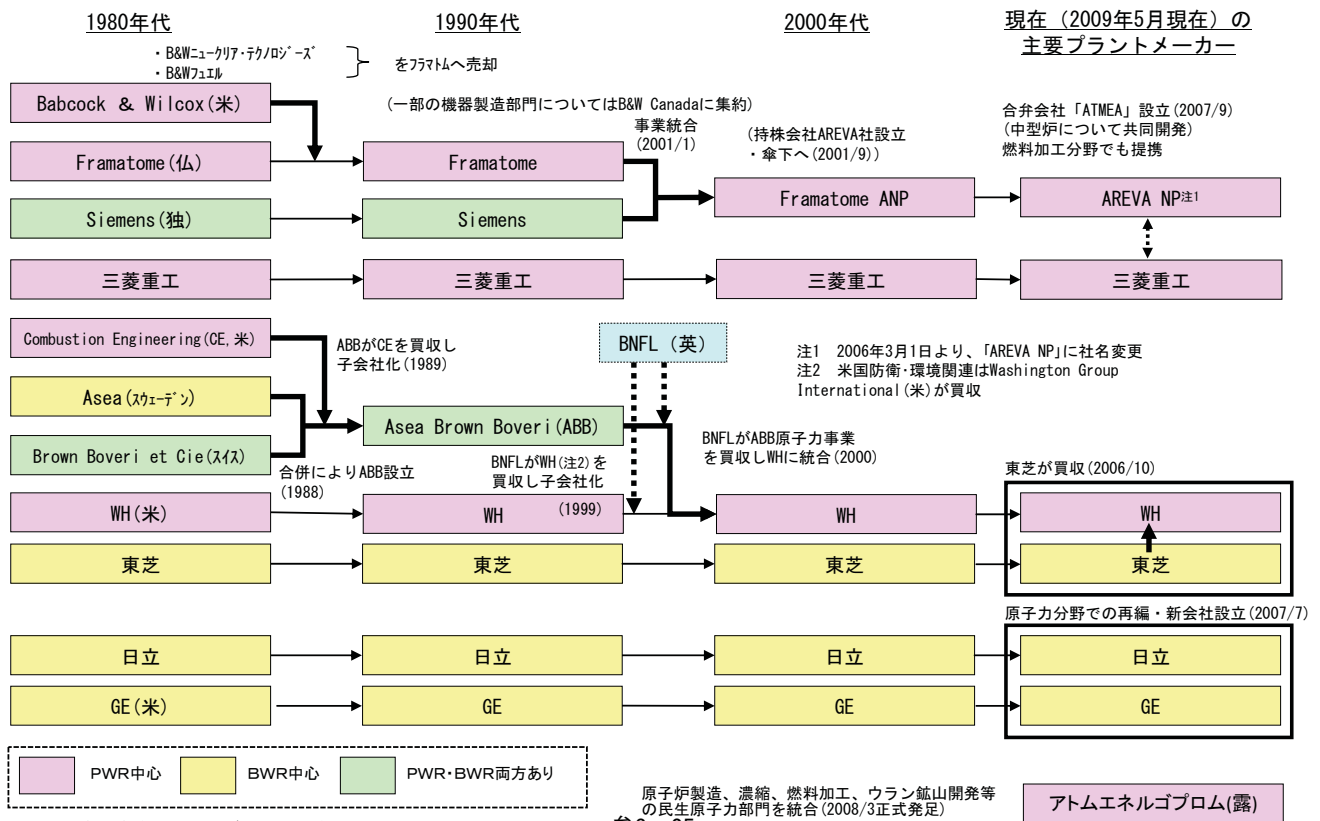 1980年代
1990年代
2000年代
現在（2009年5月現在）の
主要プラントメーカー
・B&Wニュークリア・テクノロジーズ
・B&Wフュエル
をフラマトムへ売却
(一部の機器製造部門についてはB&W Canadaに集約)
Babcock & Wilcox(米)
Framatome(仏)
Siemens(独)
三菱重工
Framatome
Siemens
三菱重工
事業統合
(2001/1)
(持株会社AREVA社設立
・傘下へ(2001/9))
Framatome ANP
三菱重工
合弁会社「ATMEA」設立(2007/9)
(中型炉について共同開発)
燃料加工分野でも提携
AREVA NP注1
三菱重工
Combustion Engineering(CE,米)
Asea(スウェーデン)
Brown Boveri et Cie(スイス)
ABBがCEを買収し
子会社化(1989)
合併によりABB設立
(1988)
Asea Brown Boveri(ABB)
BNFL（英）
BNFLがWH(注2)を
買収し子会社化
(1999)
BNFLがABB原子力事業
を買収しWHに統合(2000)
注1 2006年3月1日より、「AREVA NP」に社名変更
注2 米国防衛・環境関連はWashington Group
International(米)が買収
東芝が買収(2006/10)
WH(米)
WH
WH
WH
東芝
東芝
東芝
東芝
原子力分野での再編・新会社設立(2007/7)
日立
日立
日立
日立
GE(米)
GE
GE
GE
PWR中心
BWR中心
PWR・BWR両方あり
原子炉製造、濃縮、燃料加工、ウラン鉱山開発等
の民生原子力部門を統合(2008/3正式発足)
アトムエネルゴプロム(露)